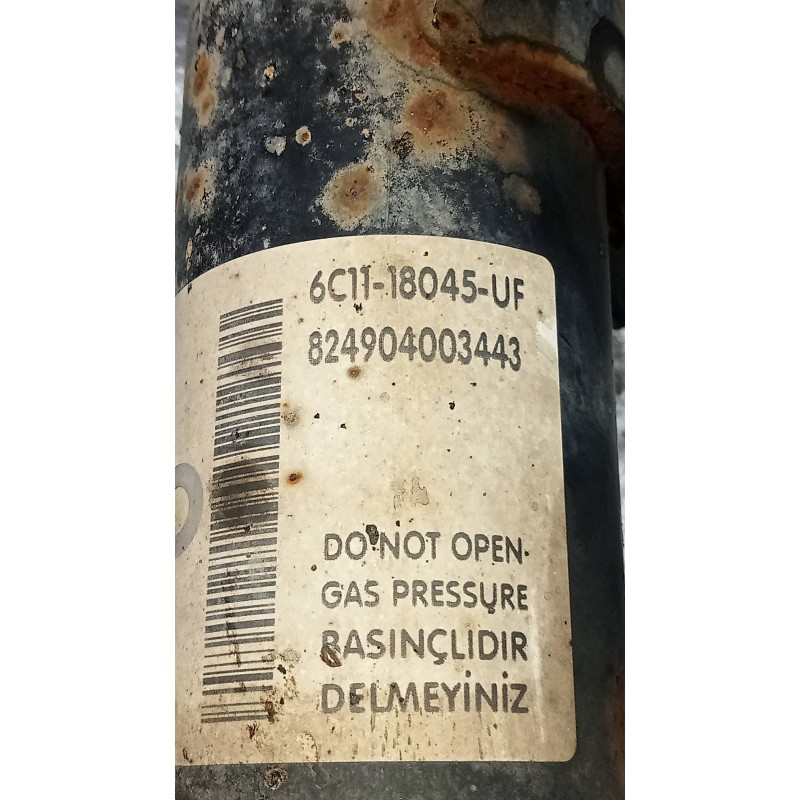 6C11-18045-UF
824904003443
DO NOT OPEN
GAS PRESSURE
BASINÇLIDIR
DELMEYİNİZ